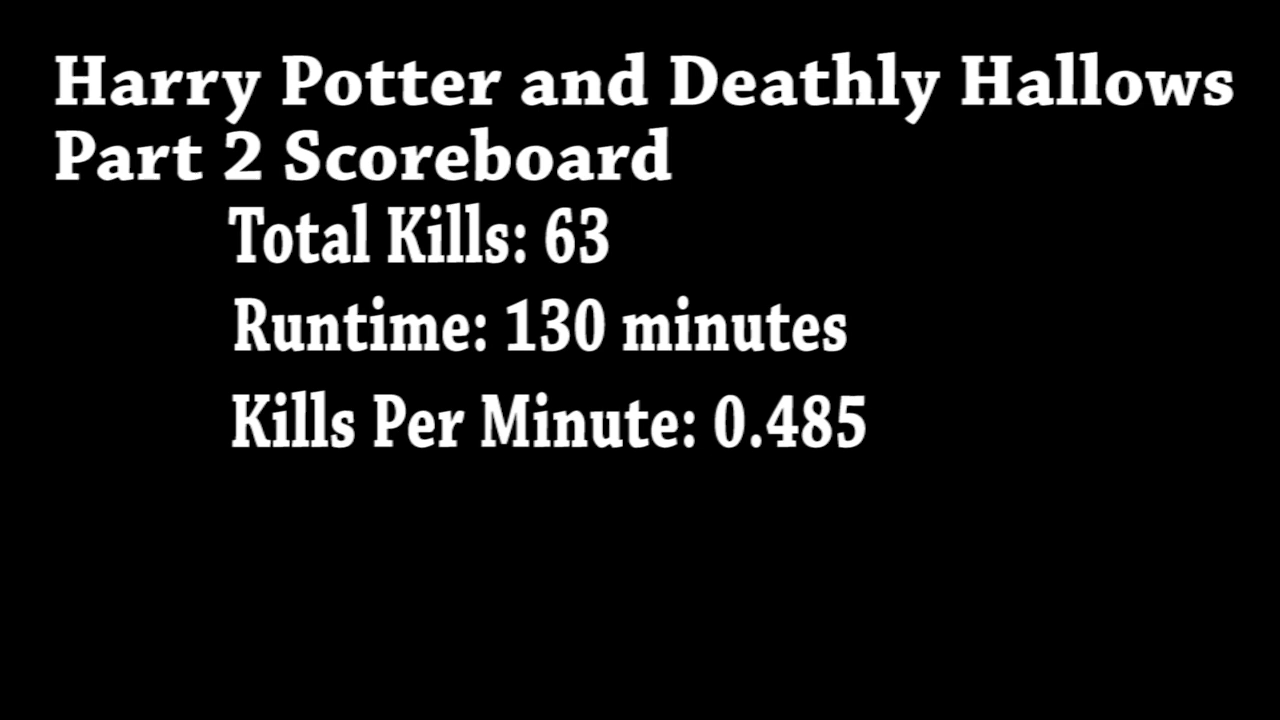 Harry Potter and Deathly Hallows
Part 2 Scoreboard
Total Kills: 63
Runtime: 130 minutes
Kills Per Minute: 0.485